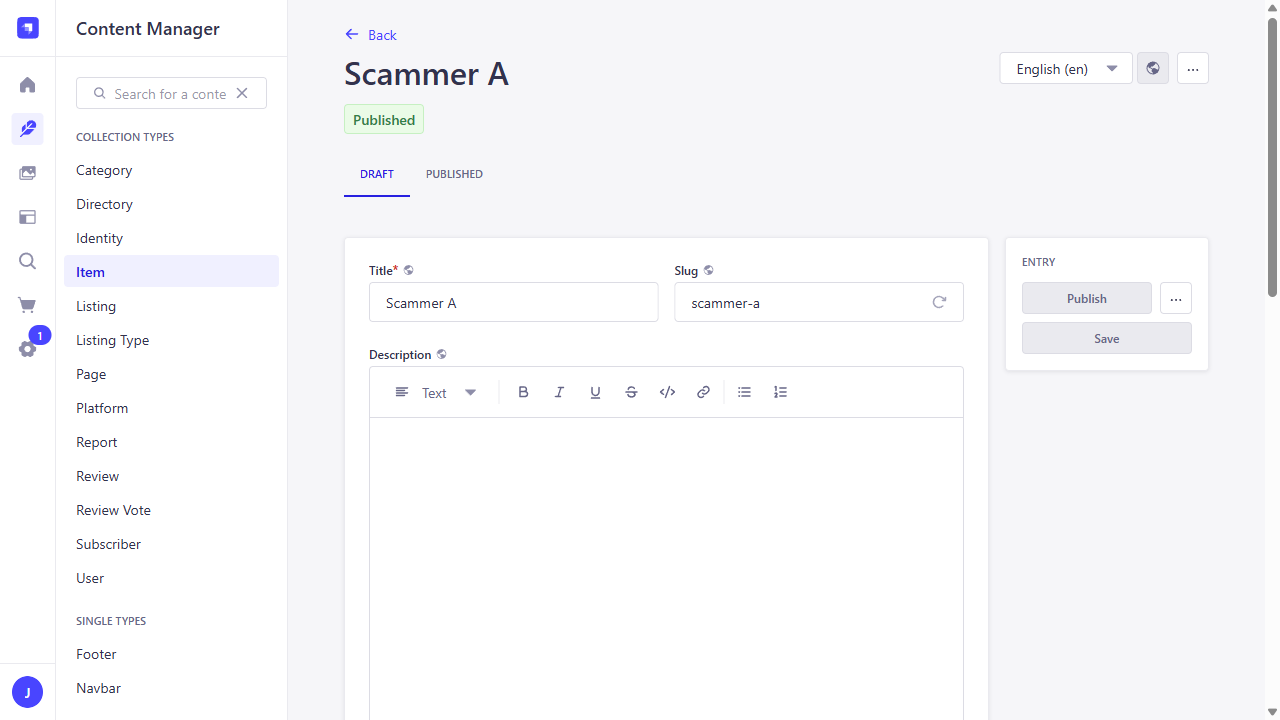 Content Manager
Search for a conte
COLLECTION TYPES
Category
Directory
Identity
Item
Listing
Listing Type
Page
Platform
Report
Review
Review Vote
Subscriber
User
SINGLE TYPES
Footer
Navbar
1
J
Back
Scammer A
Published
English (en)
DRAFT
PUBLISHED
Title*
Scammer A
Slug
scammer-a
Description
Text
ENTRY
Publish
Save